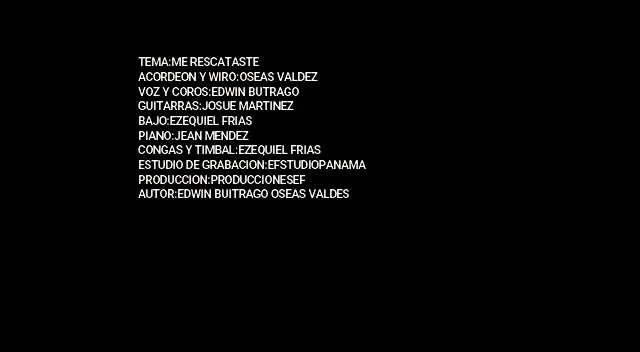 TEMA:ME RESCATASTE
ACORDEON Y WIRO:OSEAS VALDEZ
VOZ Y COROS:EDWIN BUTRAGO
GUITARRAS:JOSUE MARTINEZ
BAJO:EZEQUIEL FRIAS
PIANO:JEAN MENDEZ
CONGAS Y TIMBAL:EZEQUIEL FRIAS
ESTUDIO DE GRABACION:EFSTUDIOPANAMA
PRODUCCION:PRODUCCIONESEF
AUTOR:EDWIN BUITRAGO OSEAS VALDES